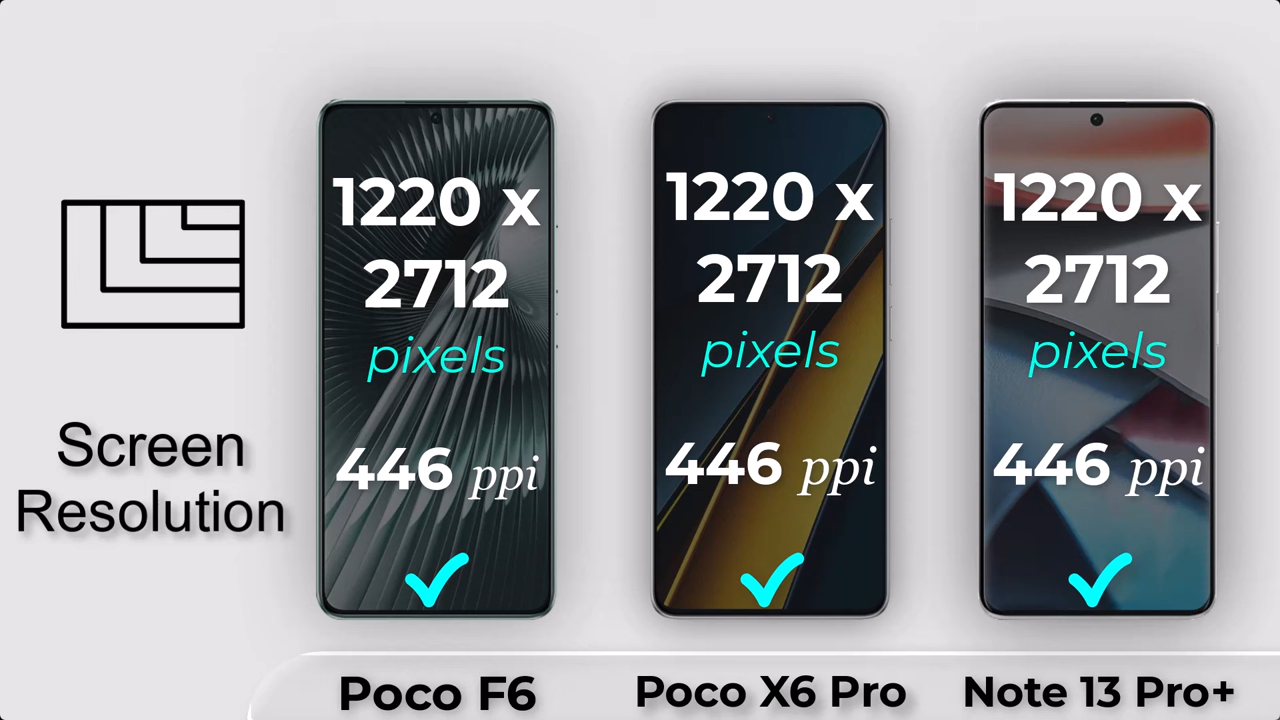 Screen
Resolution
1220 x
2712
pixels
446 ppi
Poco F6
1220 x
2712
pixels
446 ppi
Poco X6 Pro
1220 x
2712
pixels
446 ppi
Note 13 Pro+